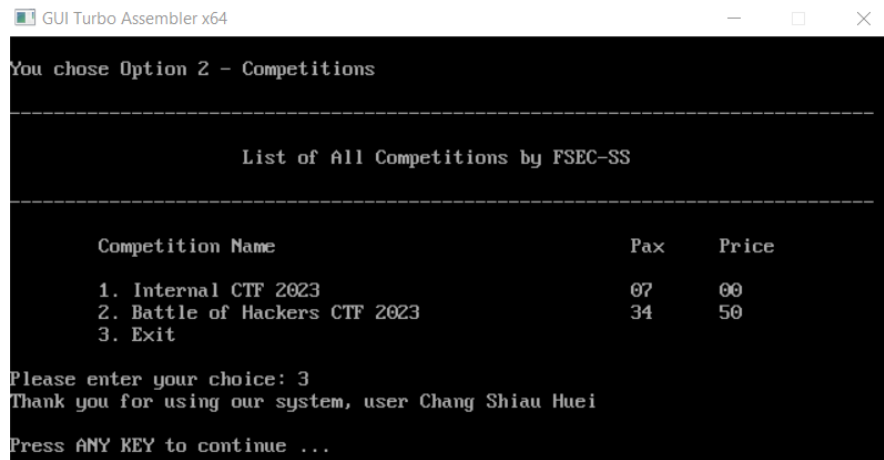 GUI Turbo Assembler x64
You chose Option 2 - Competitions
--------------------------------------------------------------------------------
List of All Competitions by FSEC-SS
--------------------------------------------------------------------------------
Competition Name Pax Price
1. Internal CTF 2023 07 00
2. Battle of Hackers CTF 2023 34 50
3. Exit
Please enter your choice: 3
Thank you for using our system, user Chang Shiau Huei
Press ANY KEY to continue ...